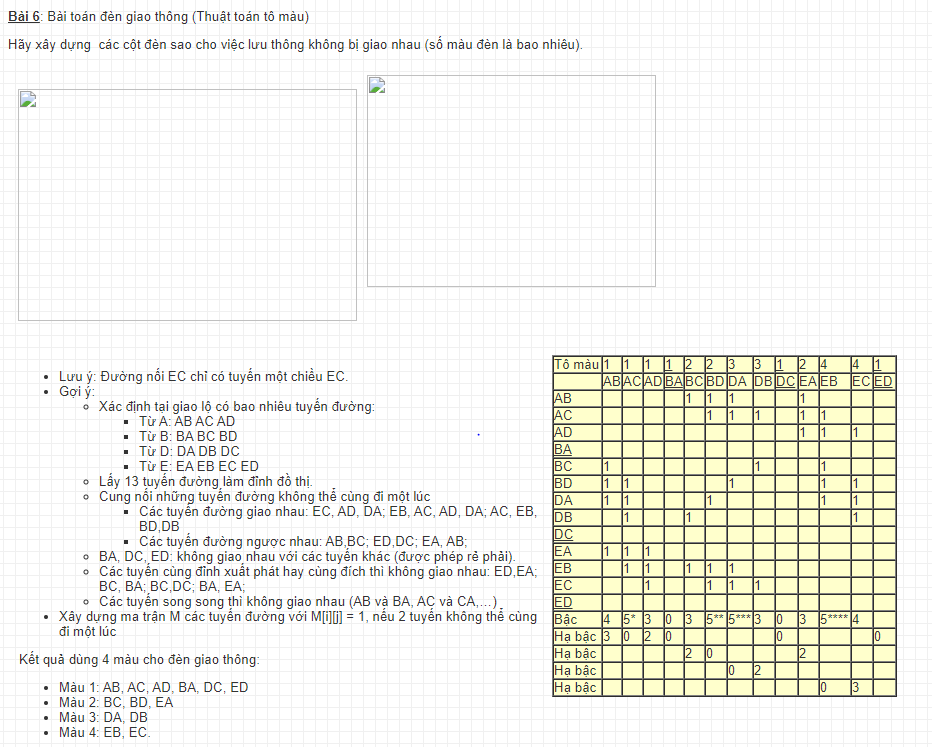 Bài 6: Bài toán đèn giao thông (Thuật toán tô màu)
Hãy xây dựng các cột đèn sao cho việc lưu thông không bị giao nhau (số màu đèn là bao nhiêu).
Lưu ý: Đường nối EC chỉ có tuyến một chiều EC.
Gợi ý:
Xác định tại giao lộ có bao nhiêu tuyến đường:
Từ A: AB AC AD
Từ B: BA BC BD
Từ D: DA DB DC
Từ E: EA EB EC ED
Lấy 13 tuyến đường làm đỉnh đồ thị.
Cung nối những tuyến đường không thể cùng đi một lúc
Các tuyến đường giao nhau: EC, AD, DA; EB, AC, AD, DA; AC, EB,
BD,DB
Các tuyến đường ngược nhau: AB,BC; ED,DC; EA, AB;
BA, DC, ED: không giao nhau với các tuyến khác (được phép rẽ phải).
Các tuyến cùng đỉnh xuất phát hay cùng đích thì không giao nhau: ED,EA;
BC, BA; BC,DC; BA, EA;
Các tuyến song song thì không giao nhau (AB và BA, AC và CA,…)
Xây dựng ma trận M các tuyến đường với M[i][j] = 1, nếu 2 tuyến không thể cùng
đi một lúc
Kết quả dùng 4 màu cho đèn giao thông:
Màu 1: AB, AC, AD, BA, DC, ED
Màu 2: BC, BD, EA
Màu 3: DA, DB
Màu 4: EB, EC.
Tô màu 1 1 1 1 2 2 3 3 1 2 4 4 1
AB AC AD BA BC BD DA DB DC EA EB EC ED
AB 1 1 1 1
AC 1 1 1 1 1
AD 1 1 1
BA
BC 1 1 1
BD 1 1 1 1 1
DA 1 1 1 1 1
DB 1 1 1
DC
EA 1 1 1
EB 1 1 1 1 1
EC 1 1 1 1
ED
Bậc 4 5* 3 0 3 5** 5*** 3 0 3 5**** 4
Hạ bậc 3 0 2 0 0 0
Hạ bậc 2 0 2
Hạ bậc 0 2
Hạ bậc 0 3